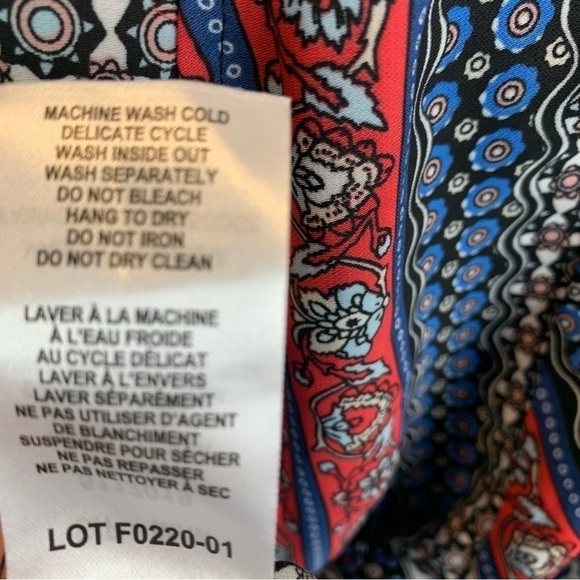 MACHINE WASH COLD
DELICATE CYCLE
WASH INSIDE OUT
WASH SEPARATELY
DO NOT BLEACH
HANG TO DRY
DO NOT IRON
DO NOT DRY CLEAN
LAVER À LA MACHINE
À L'EAU FROIDE
AU CYCLE DÉLICAT
LAVER À L'ENVERS
LAVER SÉPARÉMENT
NE PAS UTILISER D'AGENT
DE BLANCHIMENT
SUSPENDRE POUR SÉCHER
NE PAS REPASSER
NE PAS NETTOYER À SEC
LOT F0220-01